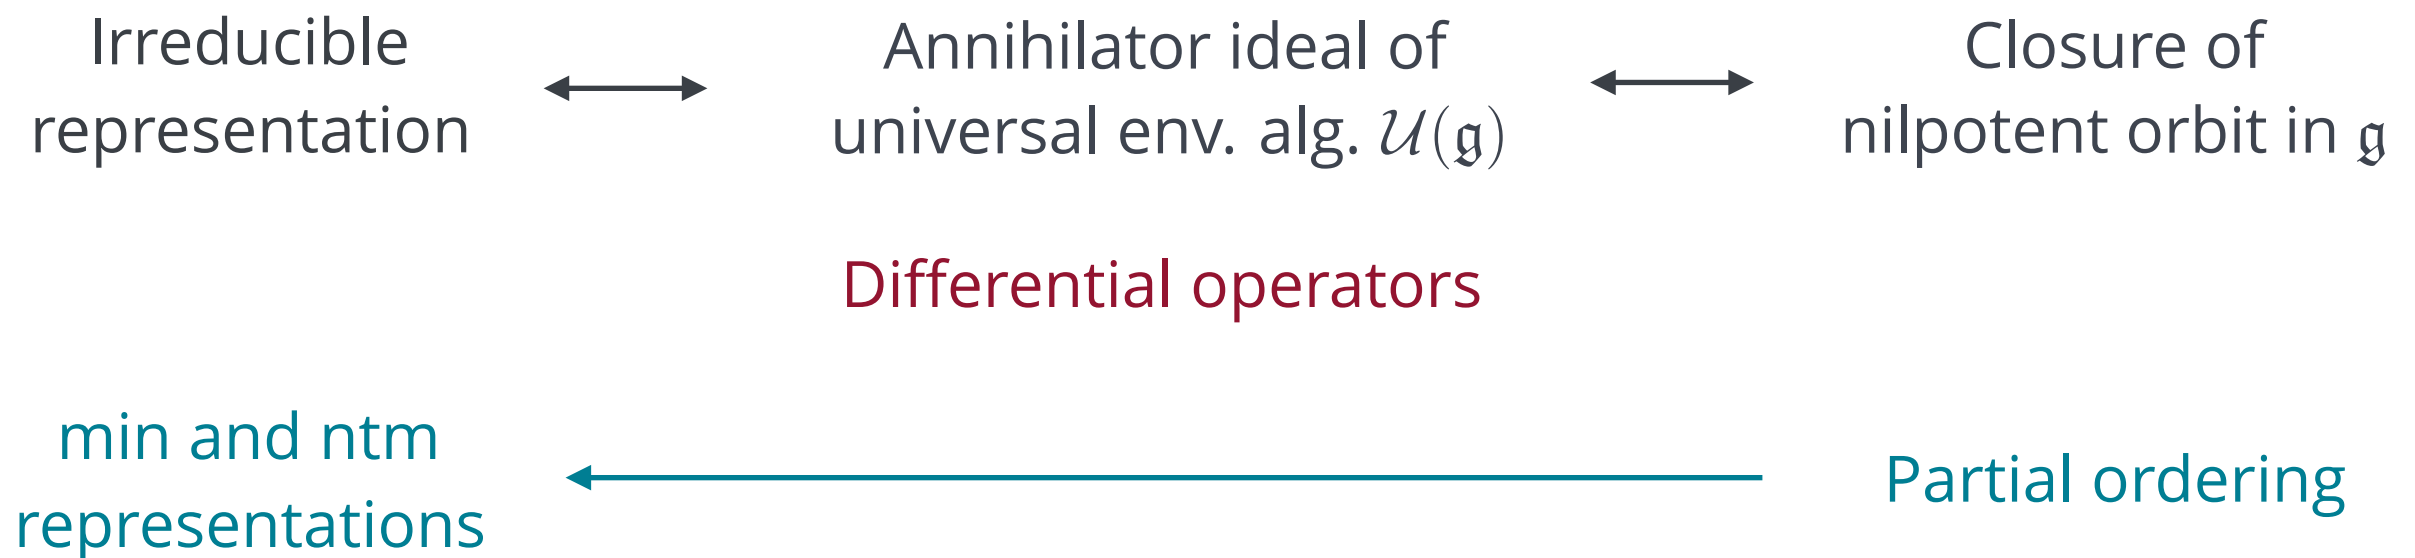 Irreducible
representation
Annihilator ideal of
universal env. alg. 𝒰(𝔤)
Closure of
nilpotent orbit in 𝔤
Differential operators
min and ntm
representations
Partial ordering